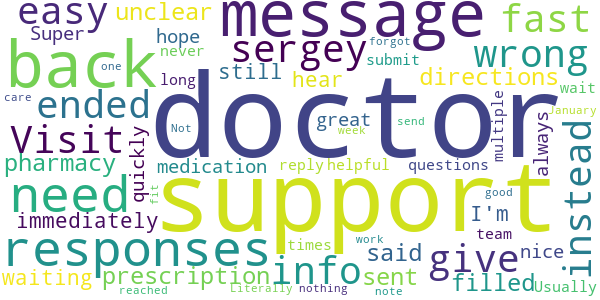 easy unclear message fast
Super hope sergey never forgot submit wrong
back one still hear directions
long care
ended doctor great wait
Visit Not week multiple always instead
pharmacy quickly medication reply helpful questions
need fit support send January
immediately good I'm team
responses times work said nice
waiting info give filled
prescription sent Usually
reached Literally nothing note